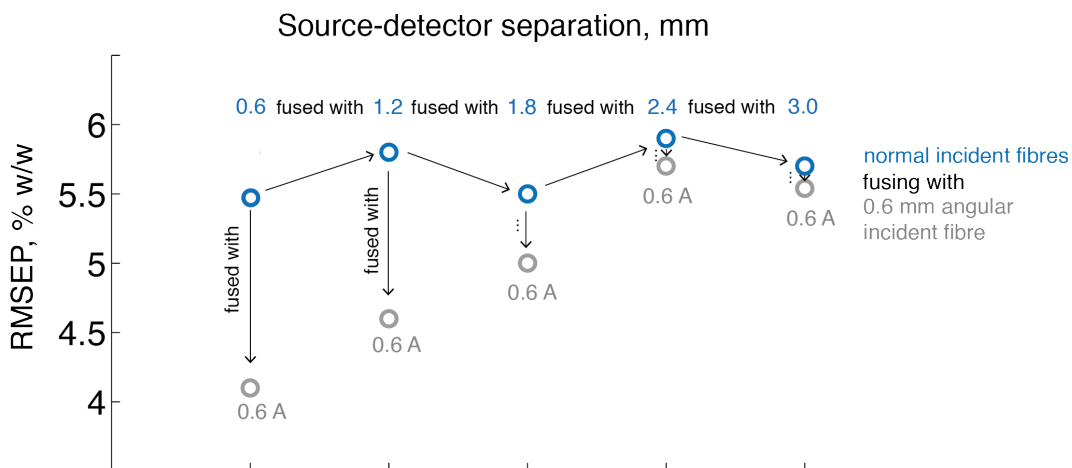 Source-detector separation, mm
0.6 fused with 1.2 fused with 1.8 fused with 2.4 fused with 3.0
RMSEP, % w/w
6
5.5
5
4.5
4
fused with
fused with
...
...
...
0.6 A
0.6 A
0.6 A
0.6 A
0.6 A
normal incident fibres
fusing with
0.6 mm angular
incident fibre